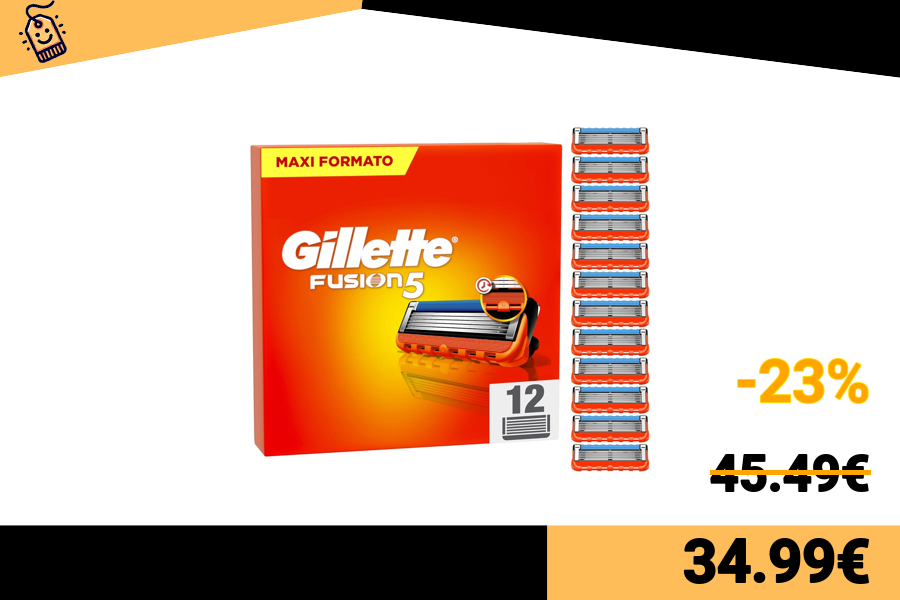 MAXI FORMATO
Gillette®
FUSION5
12
-23%
45.49€
34.99€